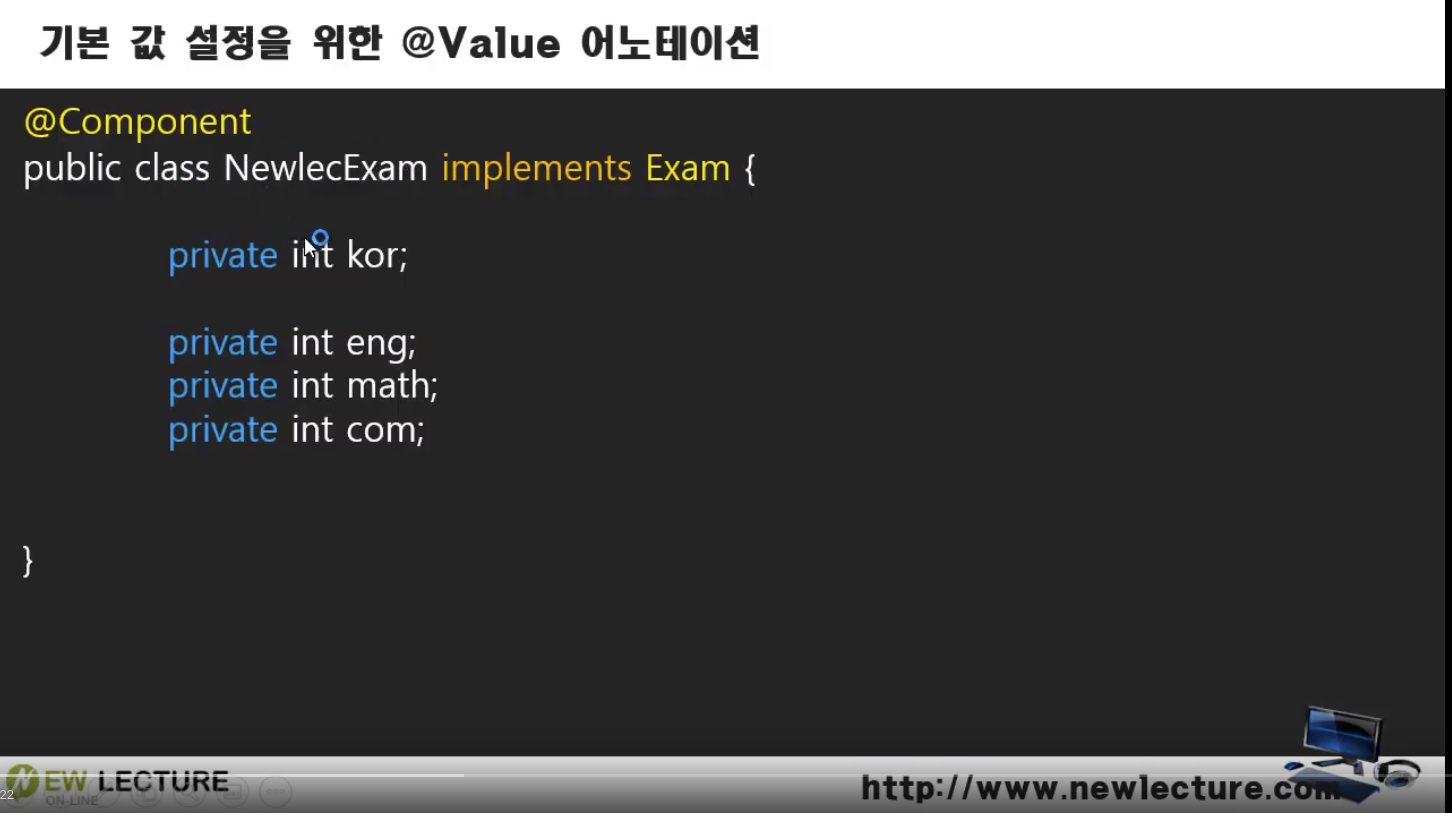 기본 값 설정을 위한 @Value 어노테이션
@Component
public class NewlecExam implements Exam {
private int kor;
private int eng;
private int math;
private int com;
}
NEW LECTURE
ON-LINE
22
http://www.newlecture.com